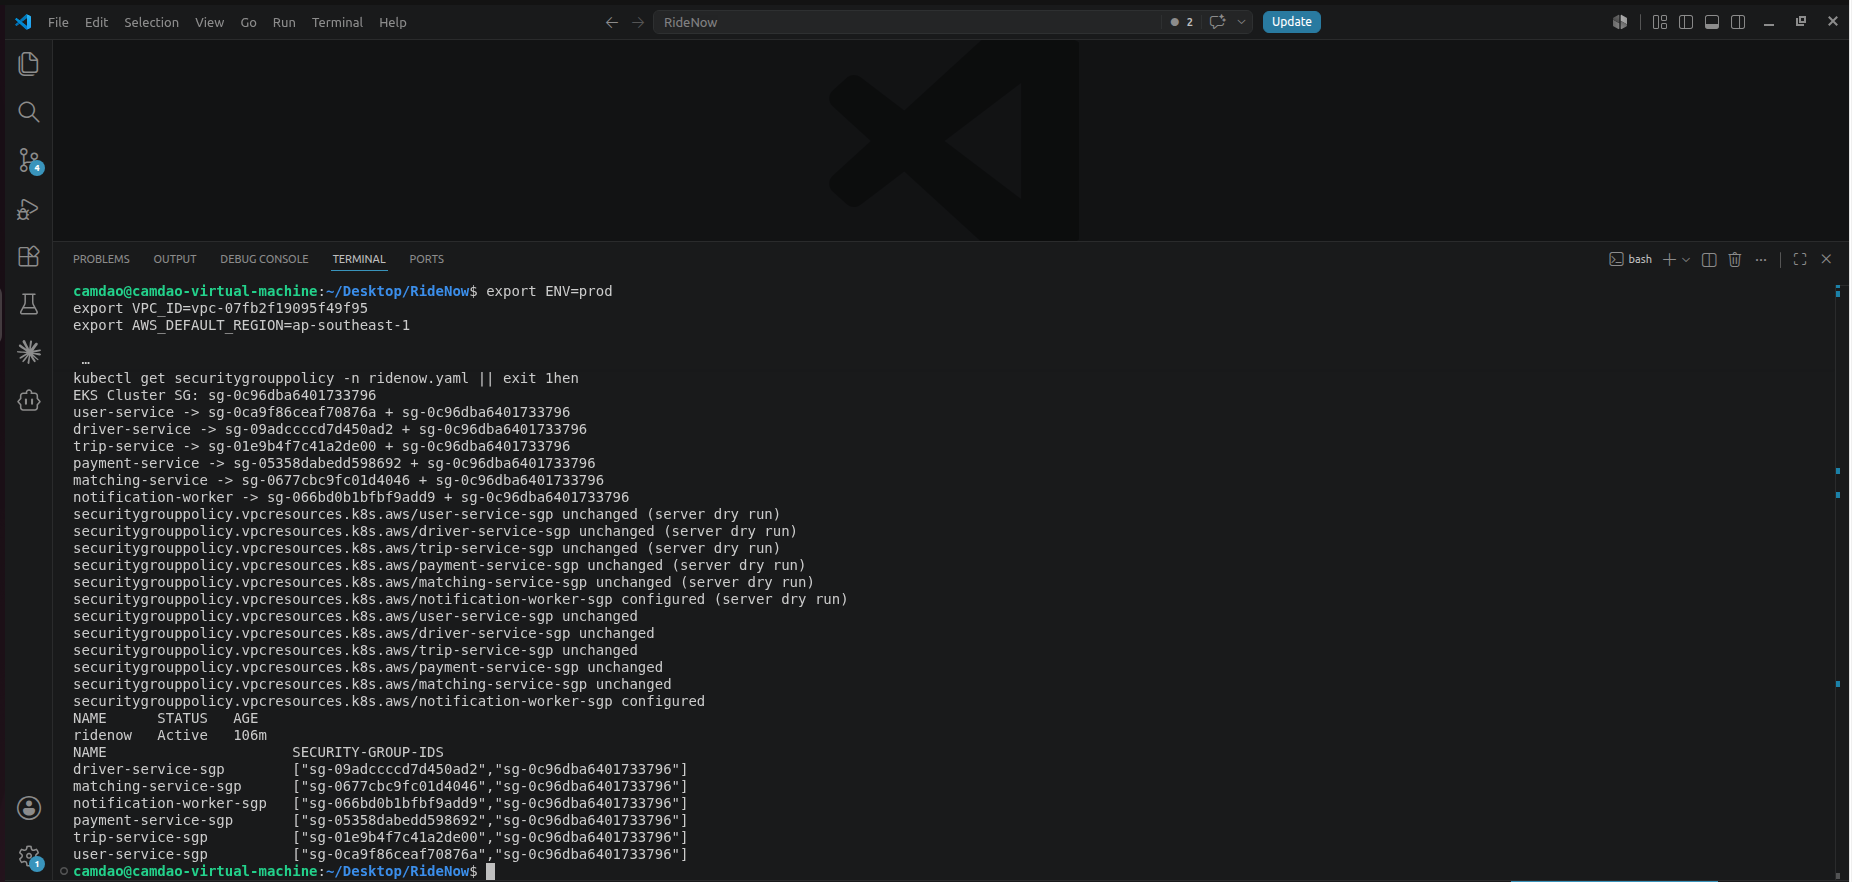 File Edit Selection View Go Run Terminal Help
RideNow
2
Update
4
PROBLEMS OUTPUT DEBUG CONSOLE TERMINAL PORTS
bash
camdao@camdao-virtual-machine:~/Desktop/RideNow$ export ENV=prod
export VPC_ID=vpc-07fb2f19095f49f95
export AWS_DEFAULT_REGION=ap-southeast-1
…
kubectl get securitygrouppolicy -n ridenow.yaml || exit 1hen
EKS Cluster SG: sg-0c96dba6401733796
user-service -> sg-0ca9f86ceaf70876a + sg-0c96dba6401733796
driver-service -> sg-09adccccd7d450ad2 + sg-0c96dba6401733796
trip-service -> sg-01e9b4f7c41a2de00 + sg-0c96dba6401733796
payment-service -> sg-05358dabedd598692 + sg-0c96dba6401733796
matching-service -> sg-0677cbc9fc01d4046 + sg-0c96dba6401733796
notification-worker -> sg-066bd0b1bfbf9add9 + sg-0c96dba6401733796
securitygrouppolicy.vpcresources.k8s.aws/user-service-sgp unchanged (server dry run)
securitygrouppolicy.vpcresources.k8s.aws/driver-service-sgp unchanged (server dry run)
securitygrouppolicy.vpcresources.k8s.aws/trip-service-sgp unchanged (server dry run)
securitygrouppolicy.vpcresources.k8s.aws/payment-service-sgp unchanged (server dry run)
securitygrouppolicy.vpcresources.k8s.aws/matching-service-sgp unchanged (server dry run)
securitygrouppolicy.vpcresources.k8s.aws/notification-worker-sgp configured (server dry run)
securitygrouppolicy.vpcresources.k8s.aws/user-service-sgp unchanged
securitygrouppolicy.vpcresources.k8s.aws/driver-service-sgp unchanged
securitygrouppolicy.vpcresources.k8s.aws/trip-service-sgp unchanged
securitygrouppolicy.vpcresources.k8s.aws/payment-service-sgp unchanged
securitygrouppolicy.vpcresources.k8s.aws/matching-service-sgp unchanged
securitygrouppolicy.vpcresources.k8s.aws/notification-worker-sgp configured
NAME STATUS AGE
ridenow Active 106m
NAME SECURITY-GROUP-IDS
driver-service-sgp ["sg-09adccccd7d450ad2","sg-0c96dba6401733796"]
matching-service-sgp ["sg-0677cbc9fc01d4046","sg-0c96dba6401733796"]
notification-worker-sgp ["sg-066bd0b1bfbf9add9","sg-0c96dba6401733796"]
payment-service-sgp ["sg-05358dabedd598692","sg-0c96dba6401733796"]
trip-service-sgp ["sg-01e9b4f7c41a2de00","sg-0c96dba6401733796"]
user-service-sgp ["sg-0ca9f86ceaf70876a","sg-0c96dba6401733796"]
1
camdao@camdao-virtual-machine:~/Desktop/RideNow$